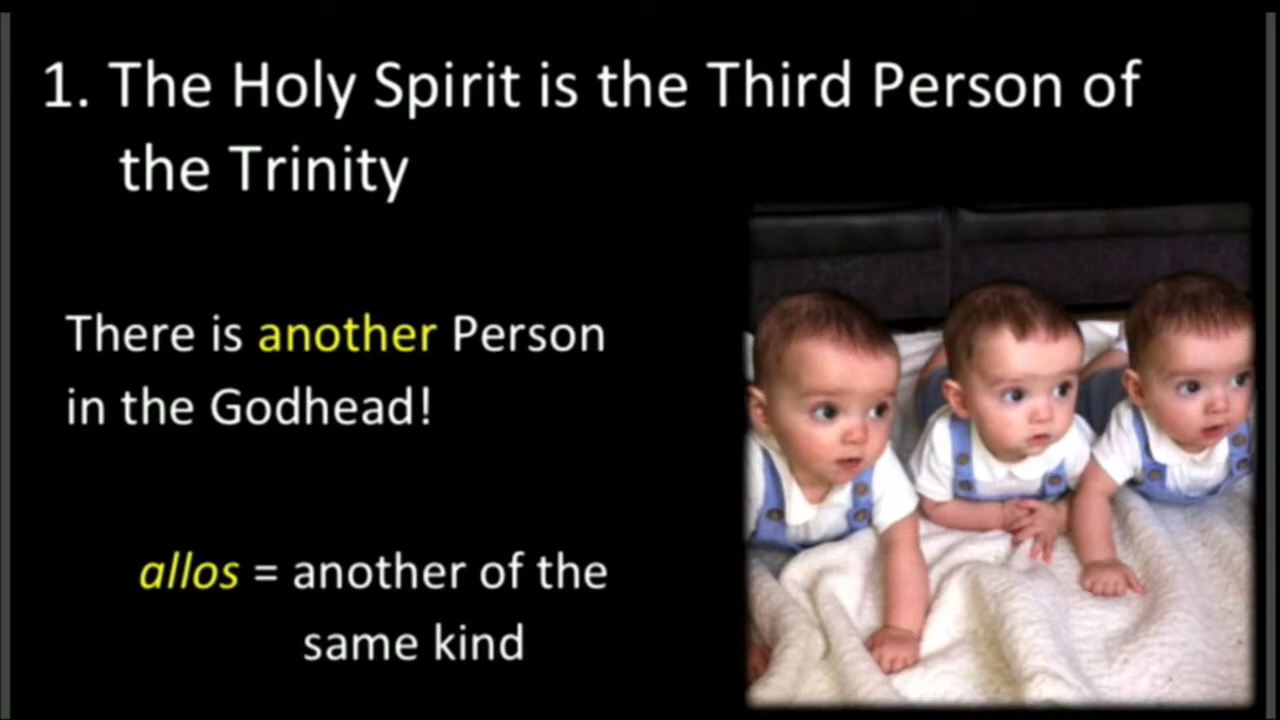 1. The Holy Spirit is the Third Person of
the Trinity
There is another Person
in the Godhead!
allos = another of the
same kind